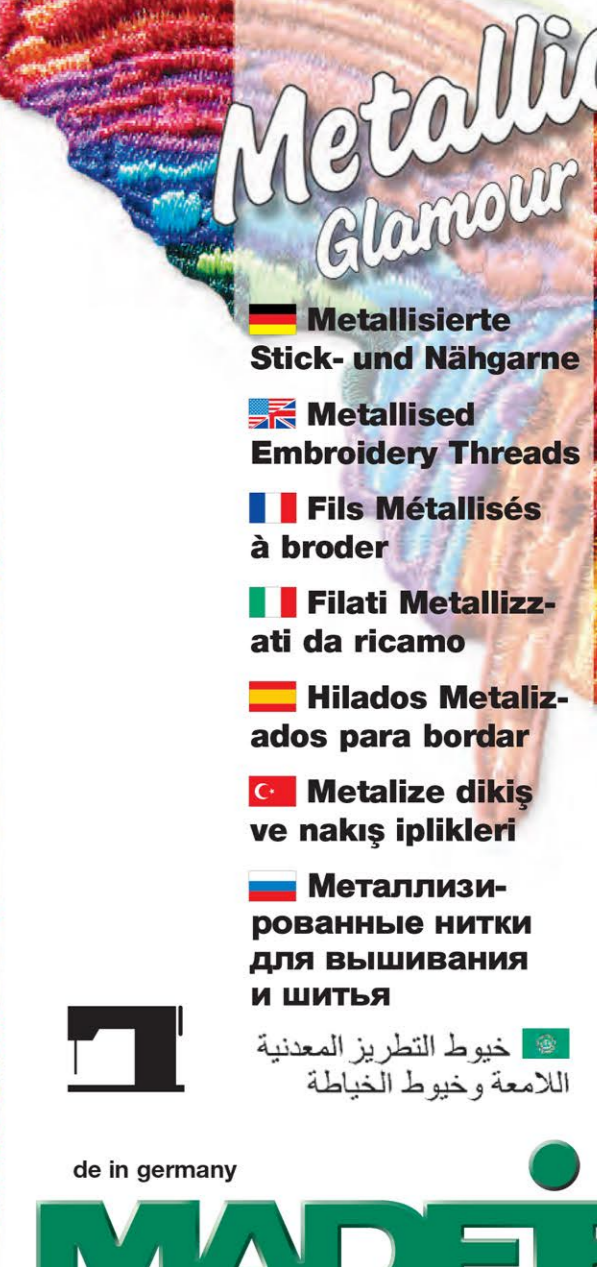 Metallic
Glamour
Metallisierte
Stick- und Nähgarne
Metallised
Embroidery Threads
Fils Métallisés
à broder
Filati Metallizz-
ati da ricamo
Hilados Metaliz-
ados para bordar
Metalize dikiş
ve nakış iplikleri
Металлизи-
рованные нитки
для вышивания
и шитья
خيوط التطريز المعدنية
اللامعة وخيوط الخياطة
de in germany
MADEI